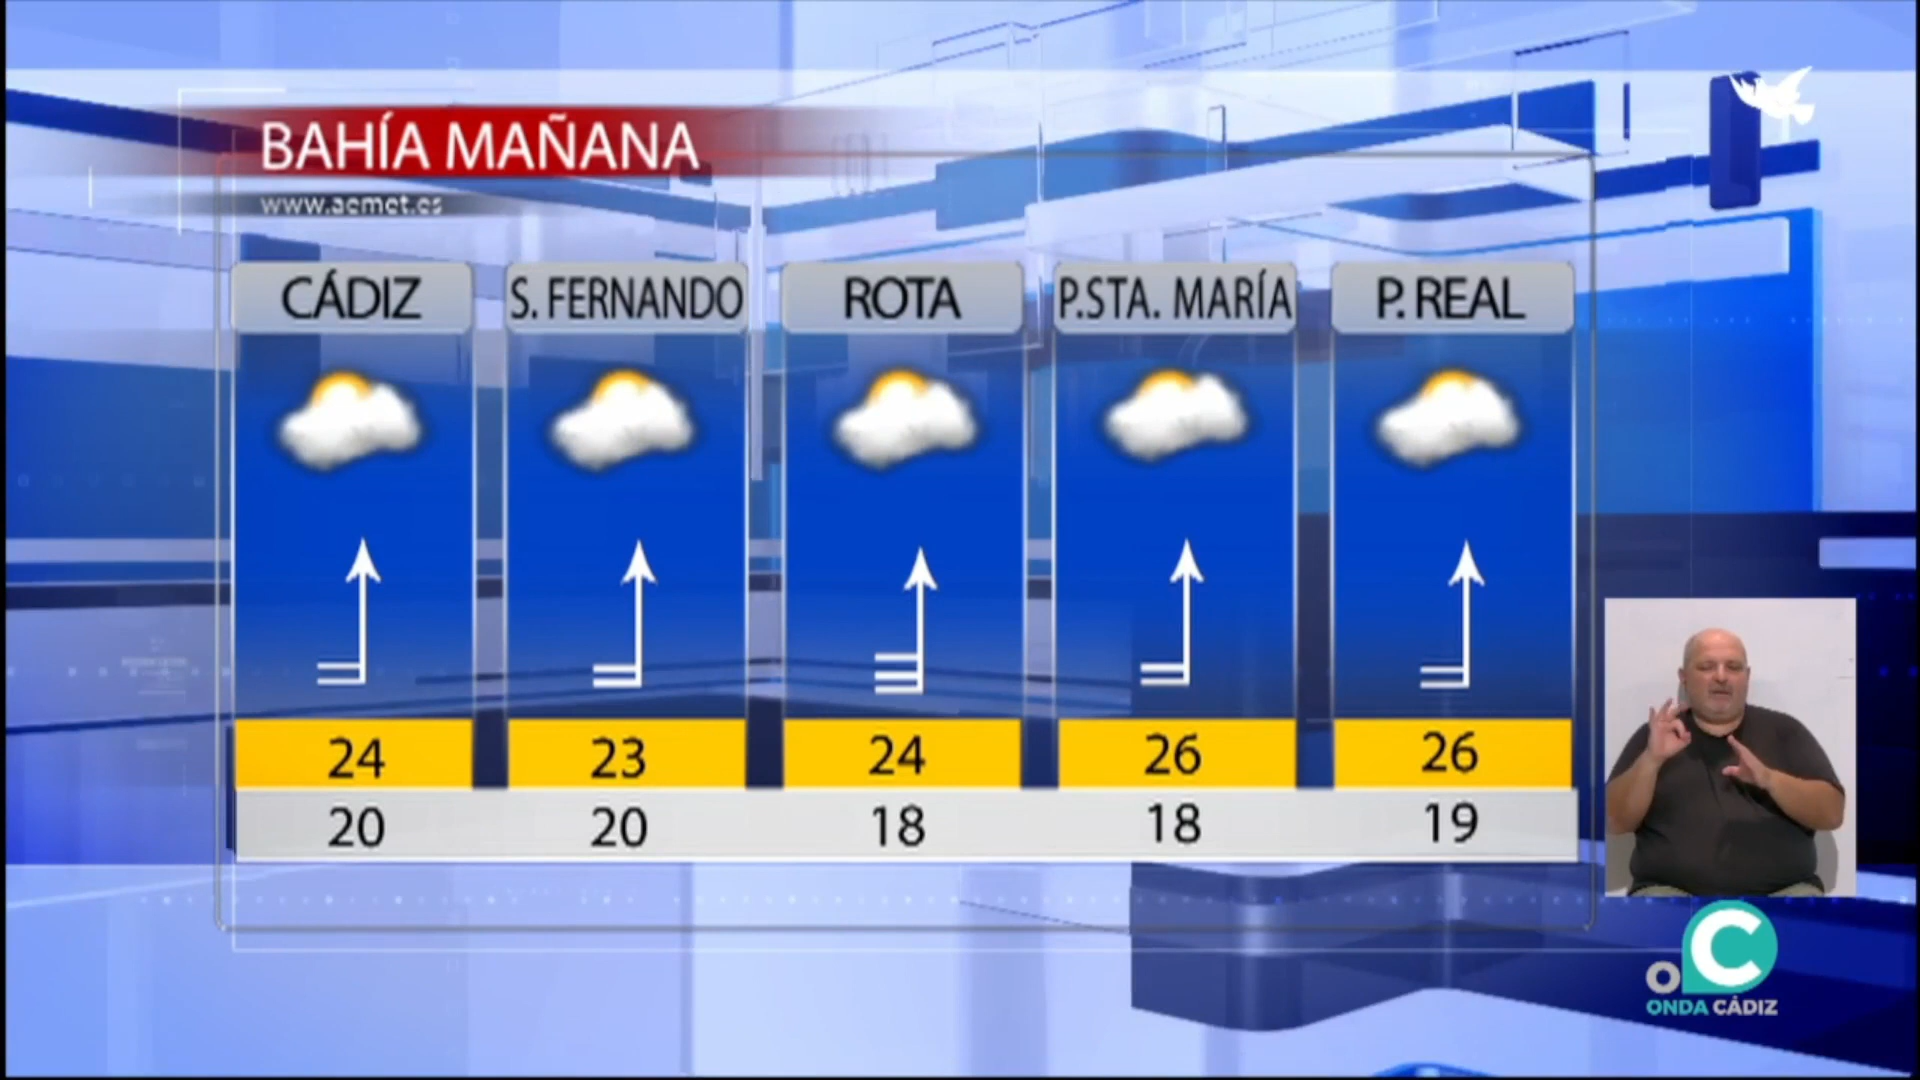 BAHÍA MAÑANA
www.aemet.es
CÁDIZ S. FERNANDO ROTA P.STA. MARÍA P. REAL
24 23 24 26 26
20 20 18 18 19
ONDA CÁDIZ